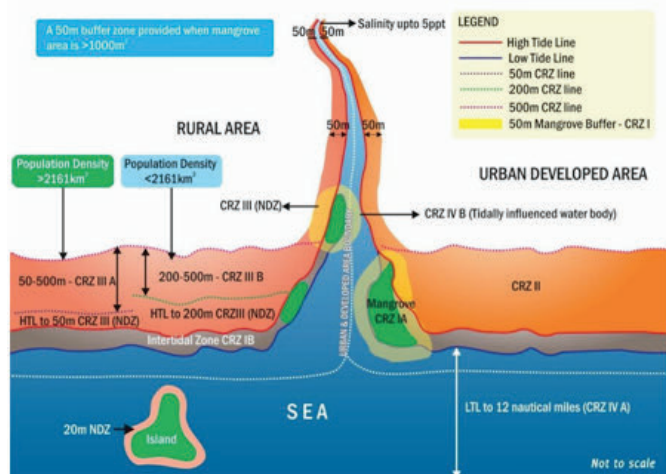 A 50m buffer zone provided when mangrove
area is >1000m²
50m
50m
Salinity upto 5ppt
LEGEND
High Tide Line
Low Tide Line
50m CRZ line
200m CRZ line
500m CRZ line
50m Mangrove Buffer - CRZ I
RURAL AREA
50m
50m
Population Density
>2161km²
Population Density
<2161km²
URBAN DEVELOPED AREA
CRZ III (NDZ)
CRZ IV B (Tidally influenced water body)
50-500m - CRZ III A
200-500m - CRZ III B
HTL to 50m CRZ III (NDZ)
HTL to 200m CRZIII (NDZ)
Intertidal Zone CRZ IB
URBAN & DEVELOPED AREA BOUNDARY
Mangrove
CRZ IA
CRZ II
SEA
LTL to 12 nautical miles (CRZ IV A)
20m NDZ
Island
Not to scale